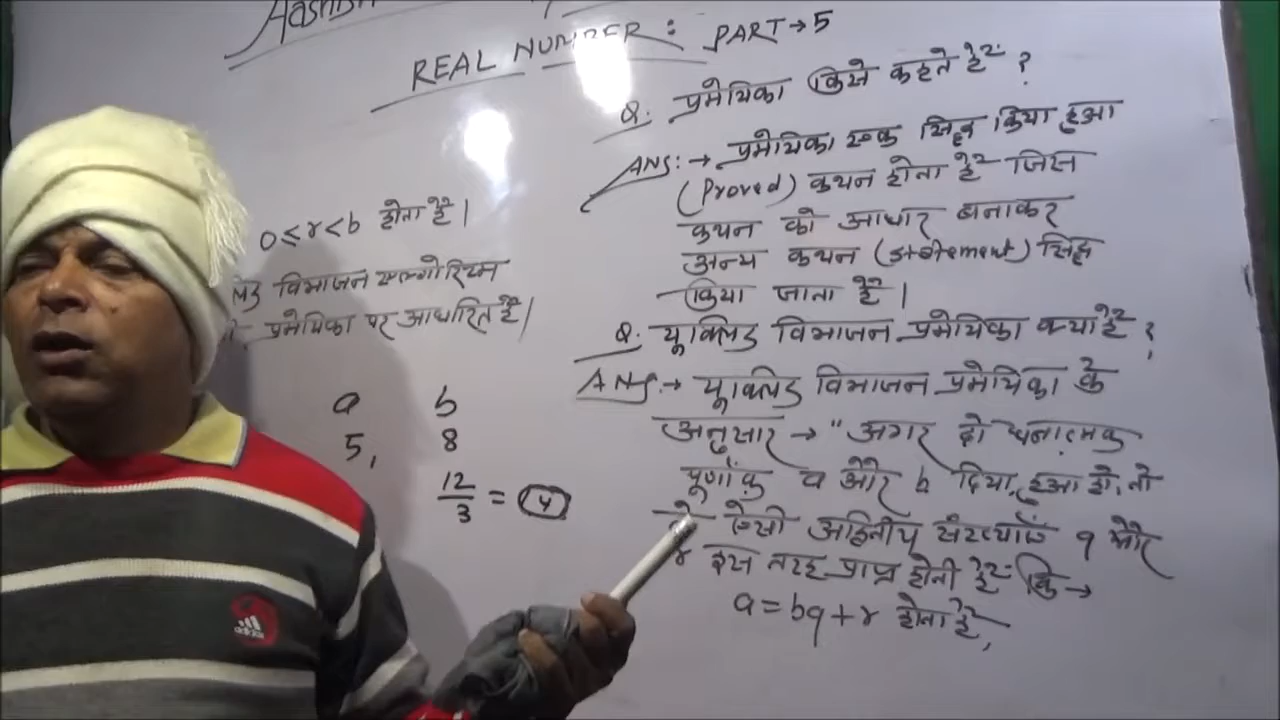 Aashish
REAL NUMBER: PART→5
Q. प्रमेयिका किसे कहते हैं ?
ANS:→ प्रमेयिका एक सिद्ध किया हुआ
(Proved) कथन होता है जिस
कथन को आधार बनाकर
अन्य कथन (statement) सिद्ध
किया जाता है।
Q. यूक्लिड विभाजन प्रमेयिका क्या है ?
ANS.→ यूक्लिड विभाजन प्रमेयिका के
अनुसार → "अगर दो धनात्मक
पूर्णांक a और b दिया हुआ हो, तो
दो ऐसी अद्वितीय संख्याएँ q और
r इस तरह प्राप्त होती हैं कि →
a = bq + r होता है,
0 ≤ r < b होता है।
विभाजन एल्गोरिथ्म
प्रमेयिका पर आधारित है।
a b
5, 8
12/3 = 4
adidas